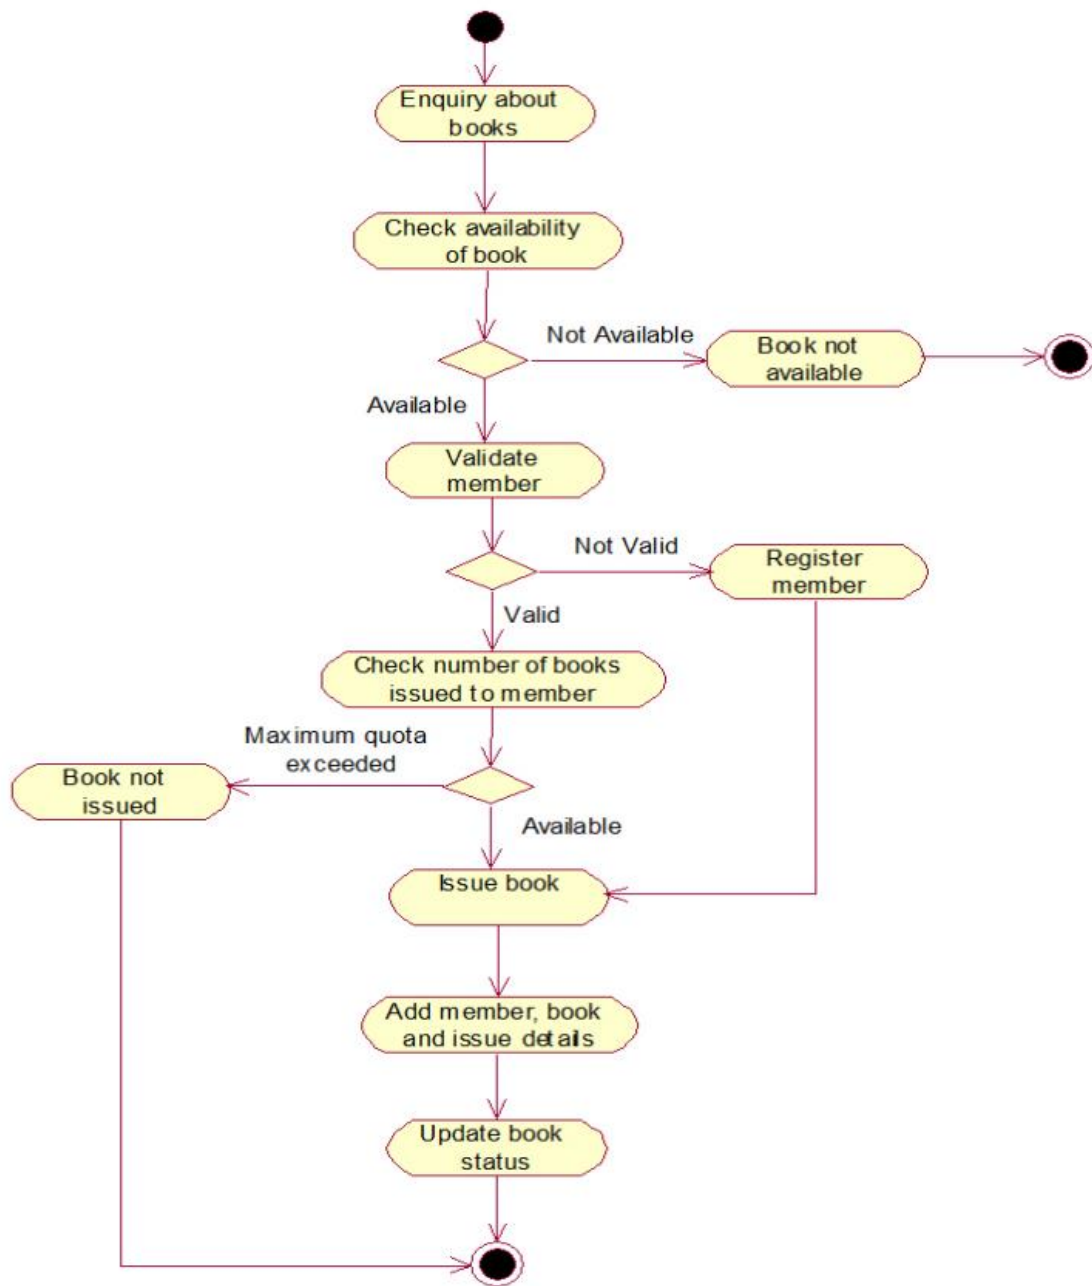 Enquiry about
books
Check availability
of book
Not Available
Book not
available
Available
Validate
member
Not Valid
Register
member
Valid
Check number of books
issued to member
Maximum quota
exceeded
Book not
issued
Available
Issue book
Add member, book
and issue details
Update book
status